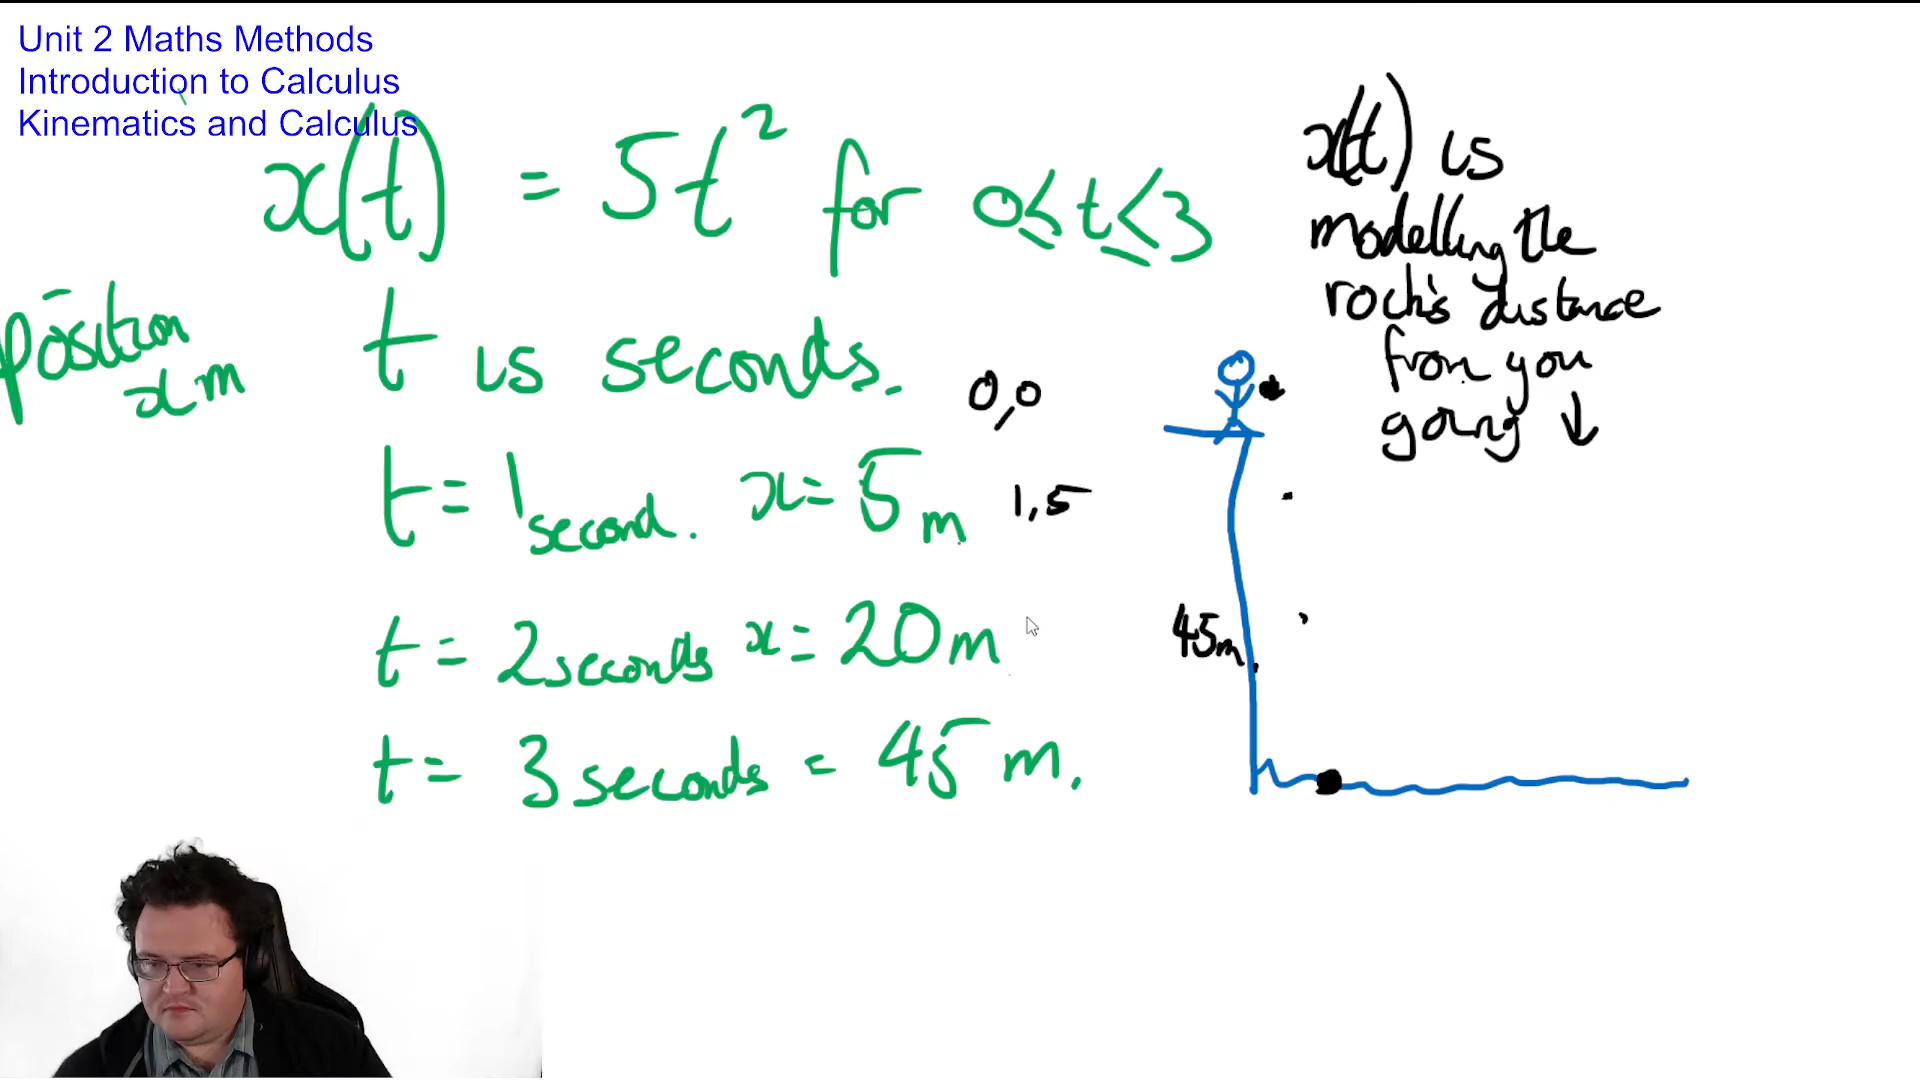 Unit 2 Maths Methods
Introduction to Calculus
Kinematics and Calculus
x(t) = 5t² for 0≤t≤3
position
x m
t is seconds.
0,0
t = 1 second. x = 5 m
1,5
t = 2 seconds x = 20 m
t = 3 seconds = 45 m.
x(t) is
modelling the
rock's distance
from you
going ↓
45m.